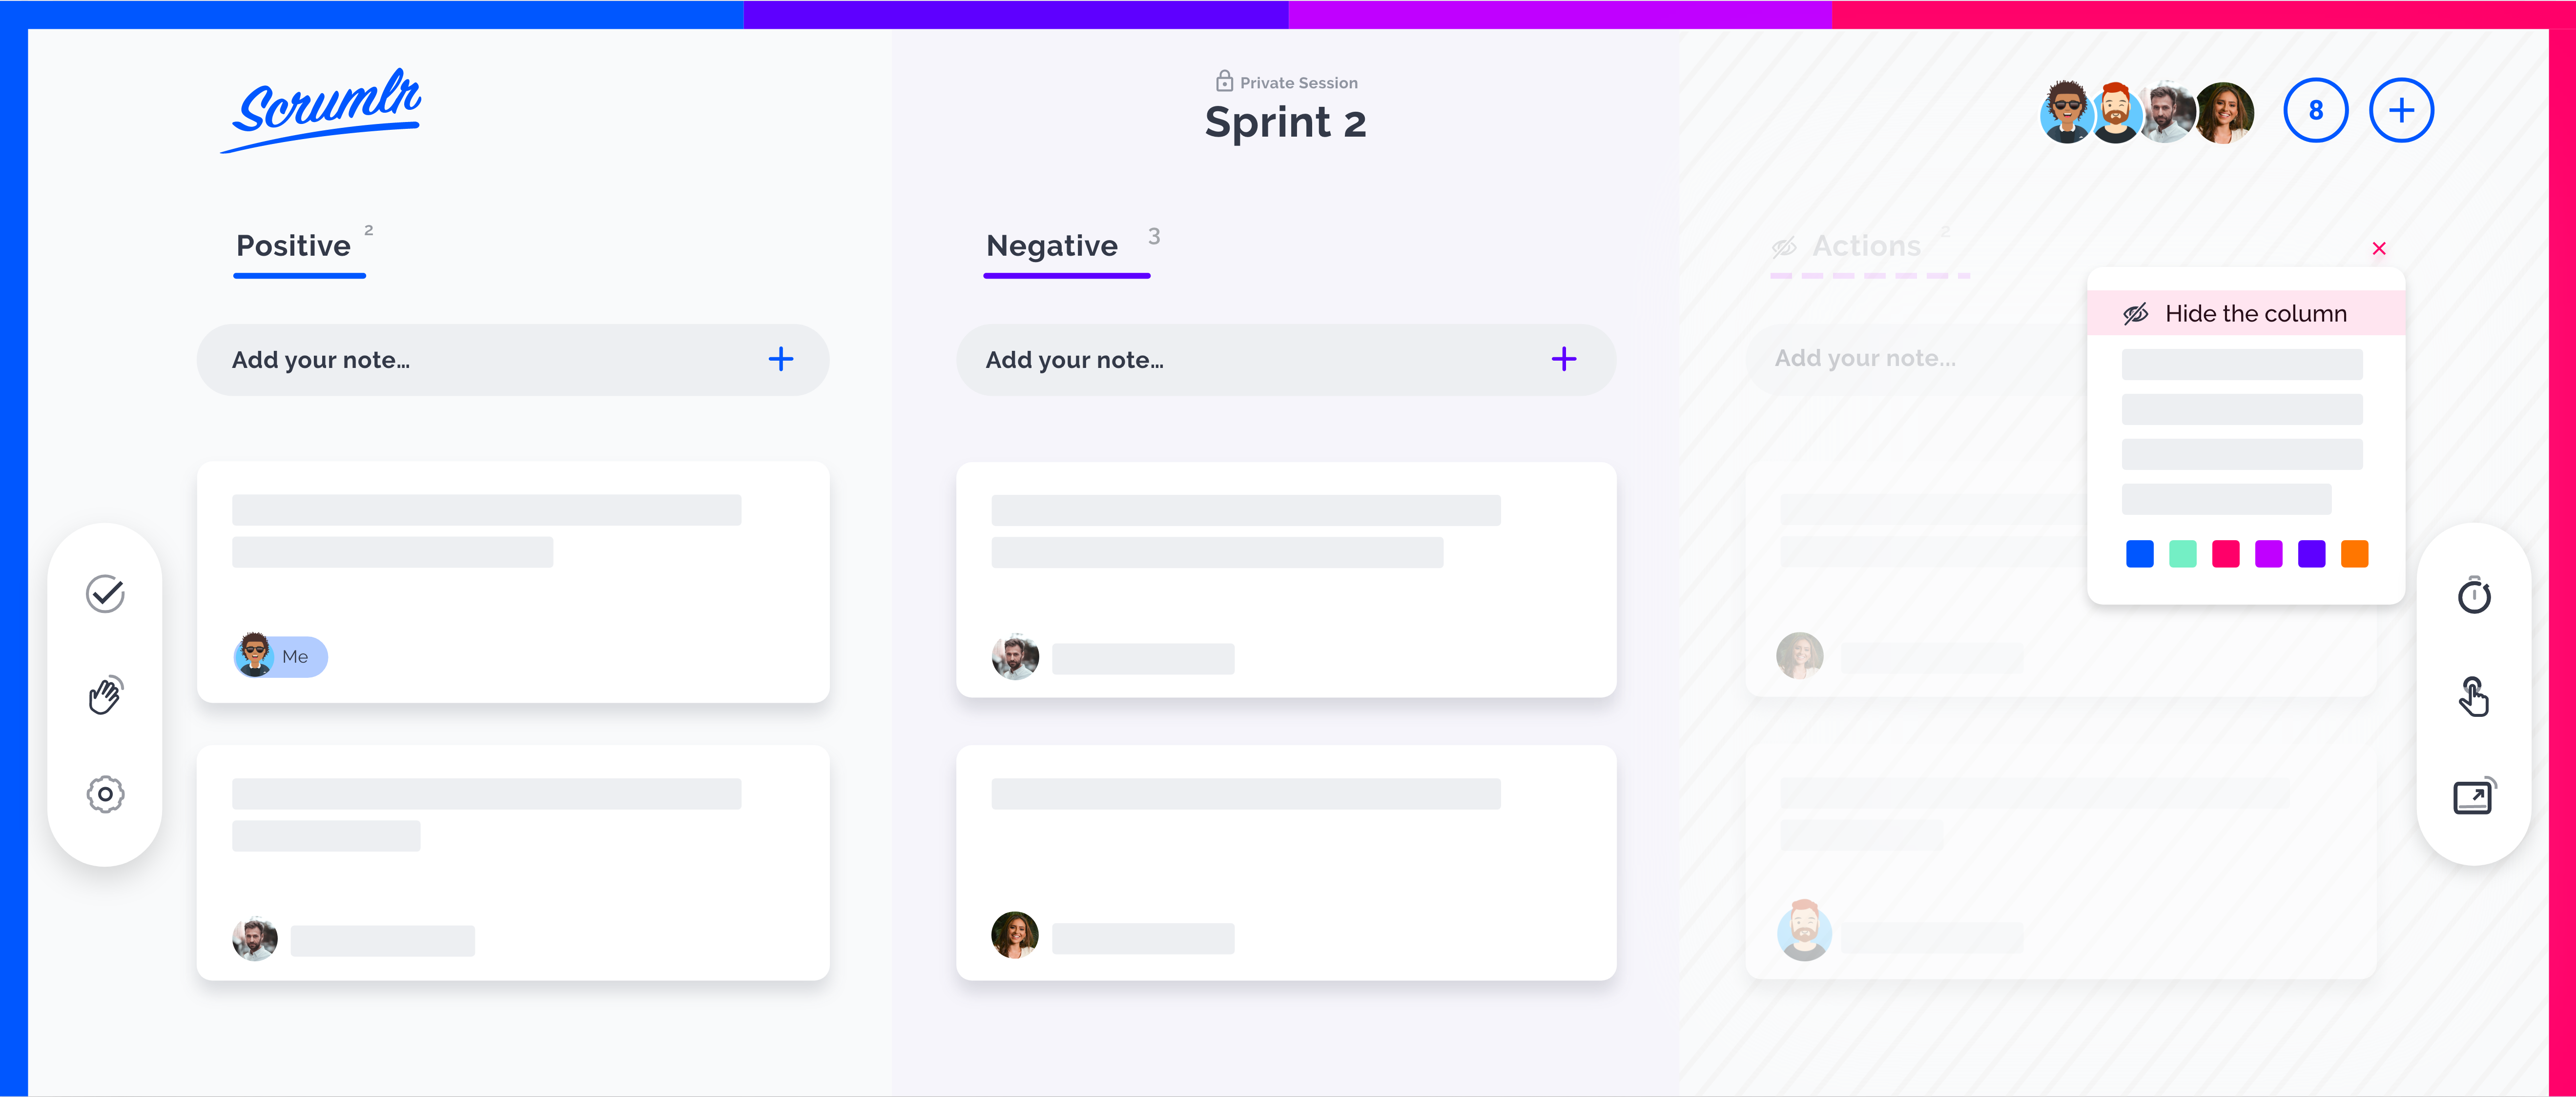 Scrumlr
Private Session
Sprint 2
8
Positive 2
Negative 3
Actions 2
Hide the column
Add your note...
Add your note...
Add your note...
Me